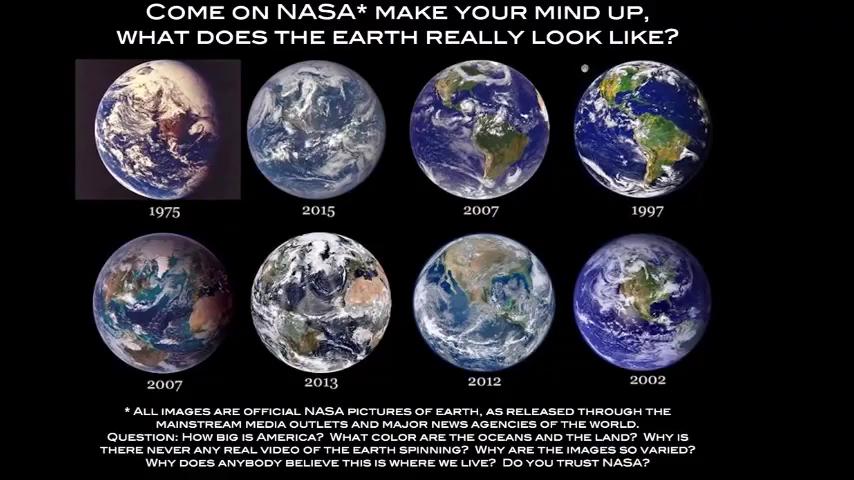 Come on NASA* make your mind up,
what does the Earth really look like?
1975 2015 2007 1997
2007 2013 2012 2002
* All images are official NASA pictures of earth, as released through the
mainstream media outlets and major news agencies of the world.
Question: How big is America? What color are the oceans and the land? Why is
there never any real video of the earth spinning? Why are the images so varied?
Why does anybody believe this is where we live? Do you trust NASA?